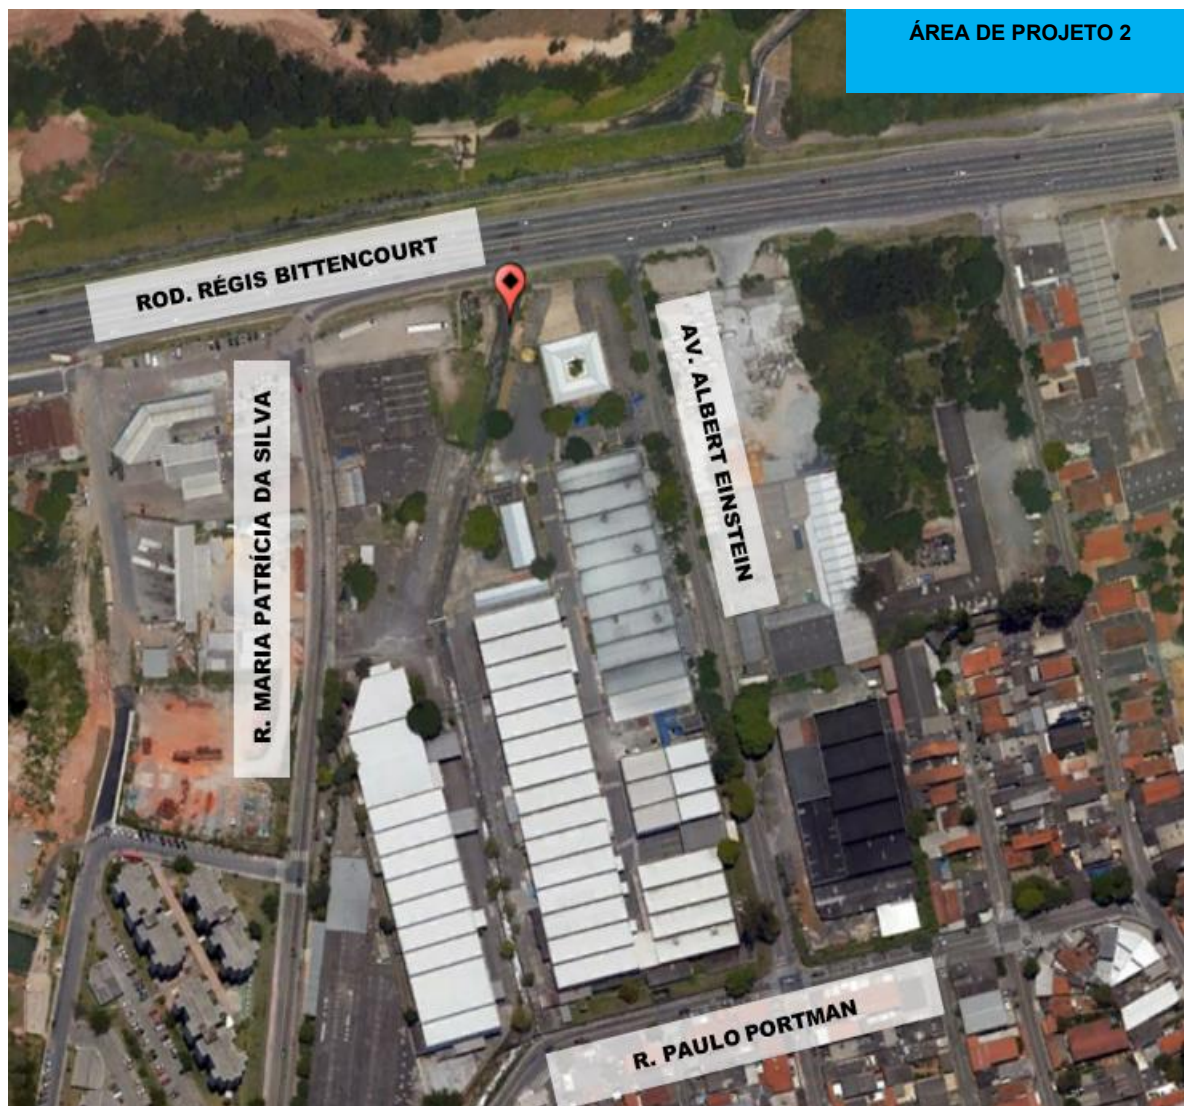 ÁREA DE PROJETO 2
ROD. RÉGIS BITTENCOURT
AV. ALBERT EINSTEIN
R. MARIA PATRÍCIA DA SILVA
R. PAULO PORTMAN